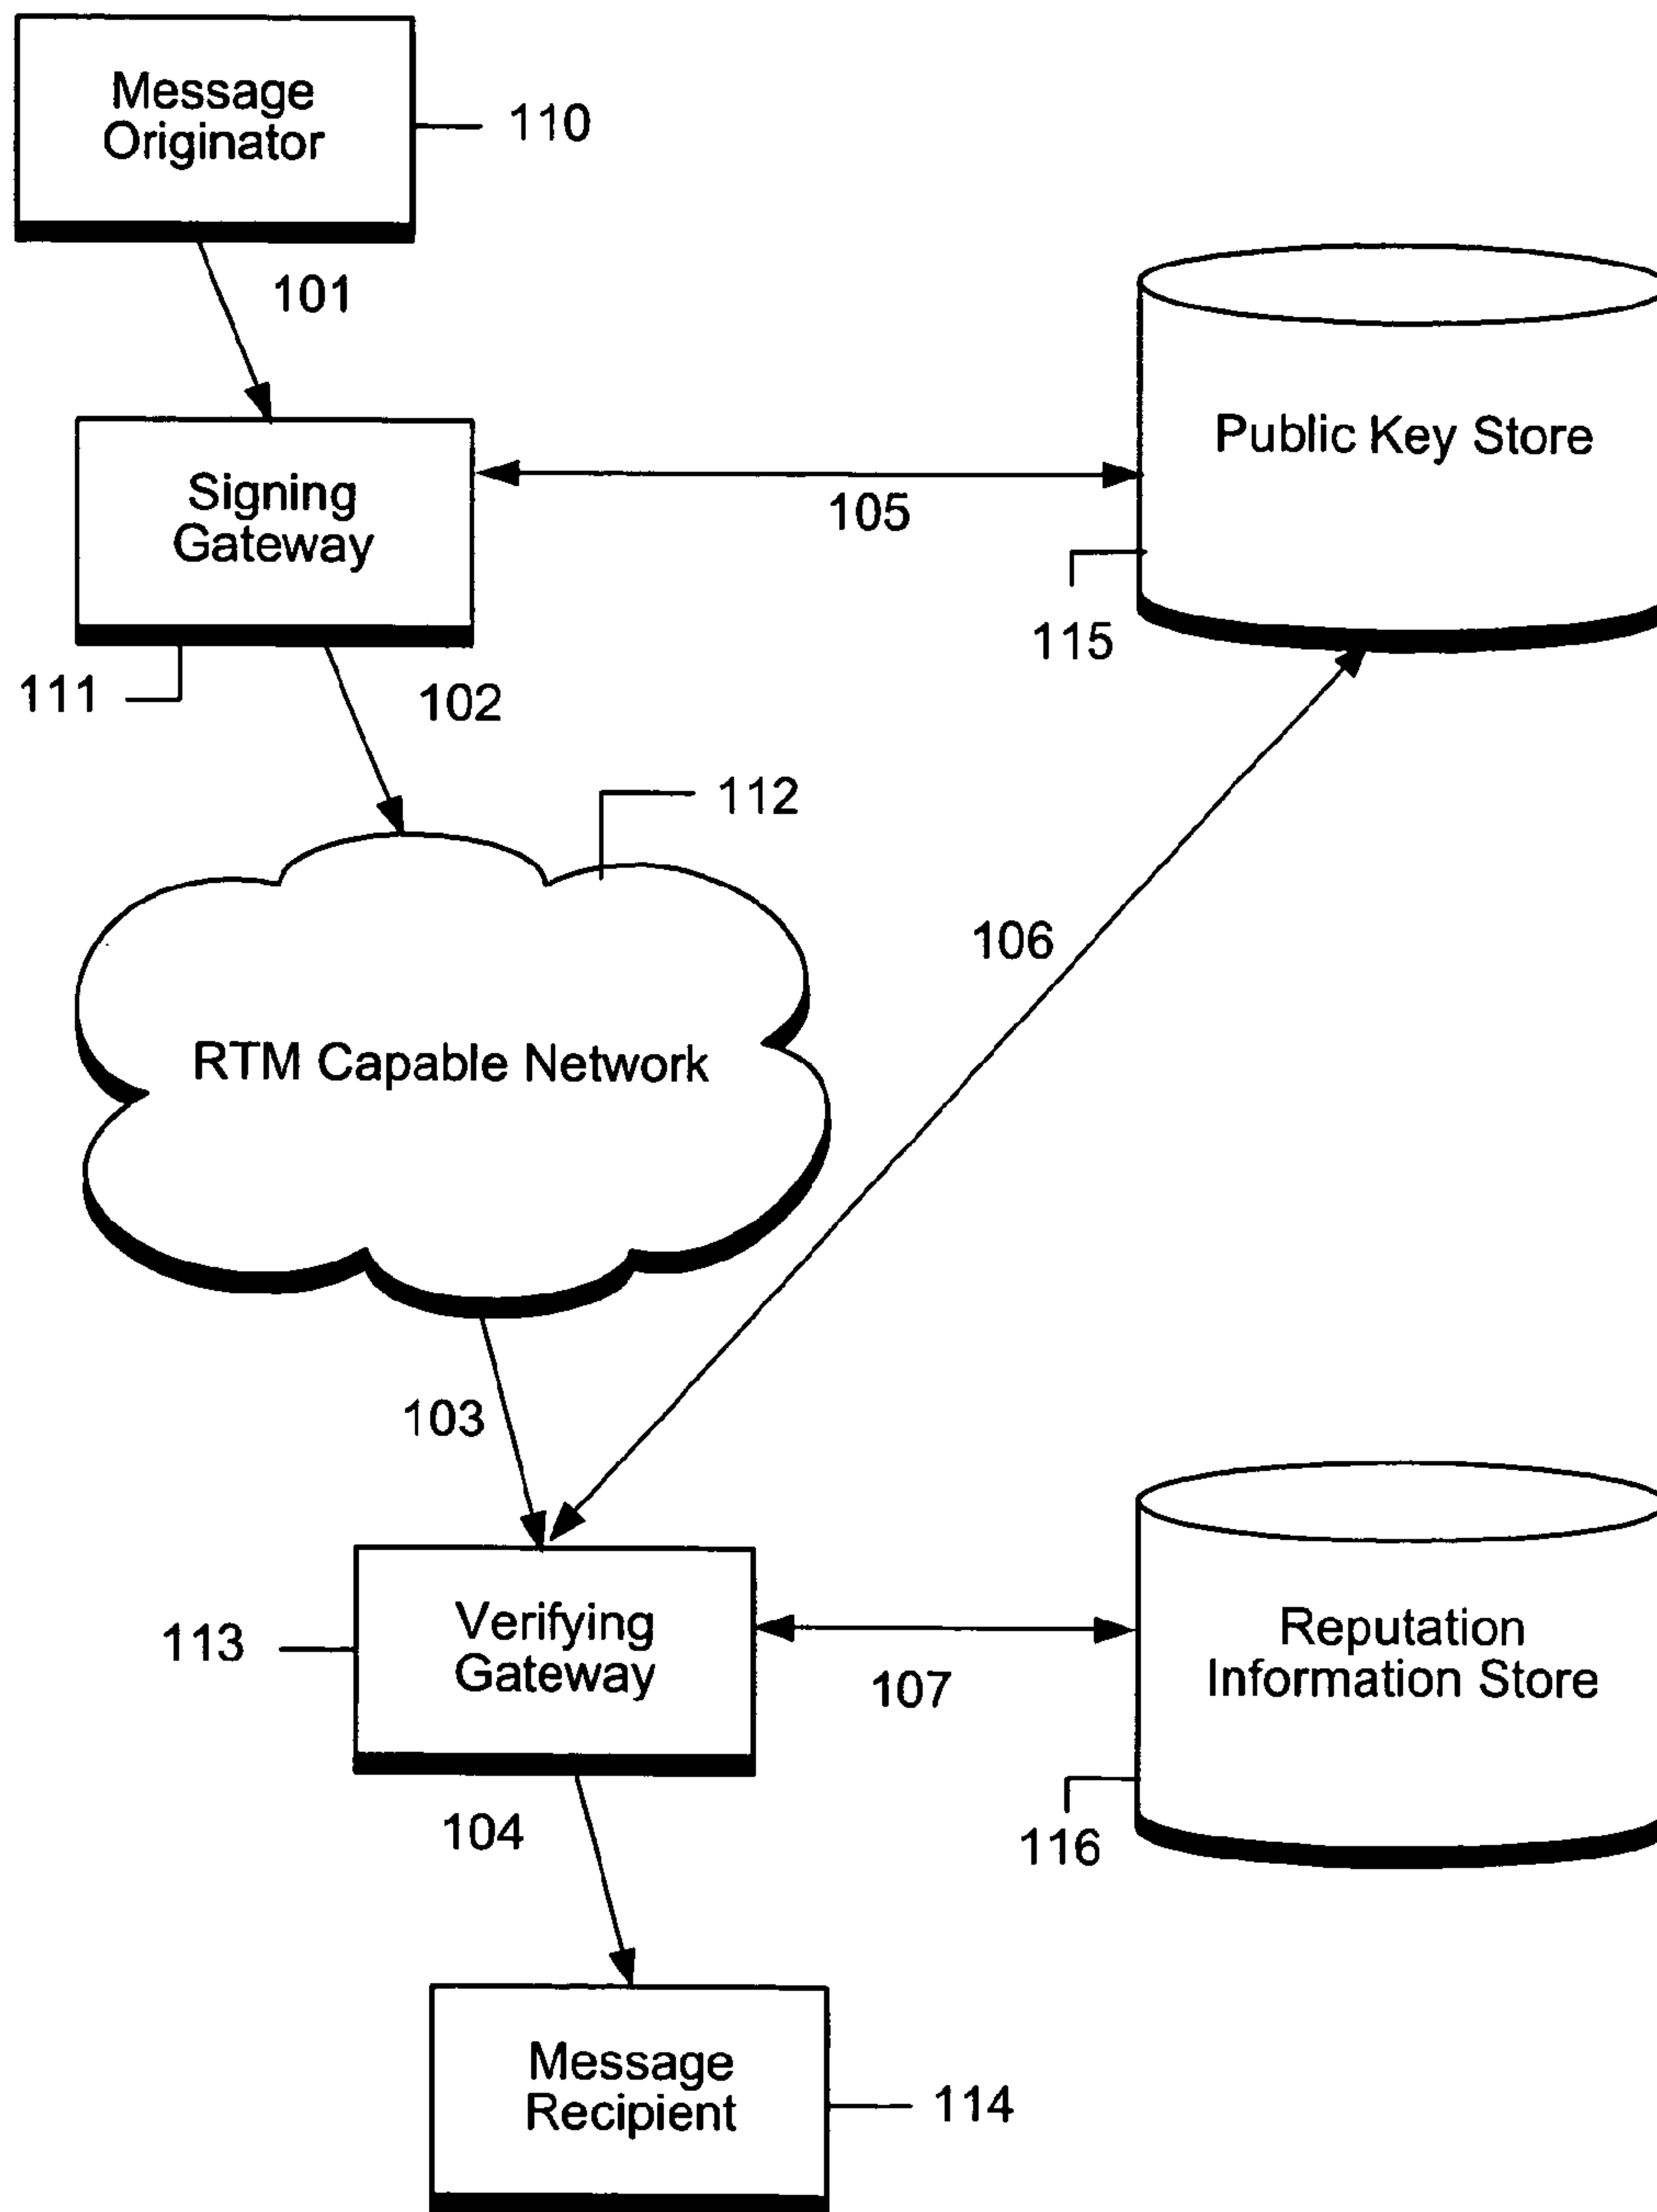 Message
Originator
110
101
Signing
Gateway
Public Key Store
105
115
111
102
112
106
RTM Capable Network
103
Verifying
Gateway
113
107
Reputation
Information Store
104
116
Message
Recipient
114